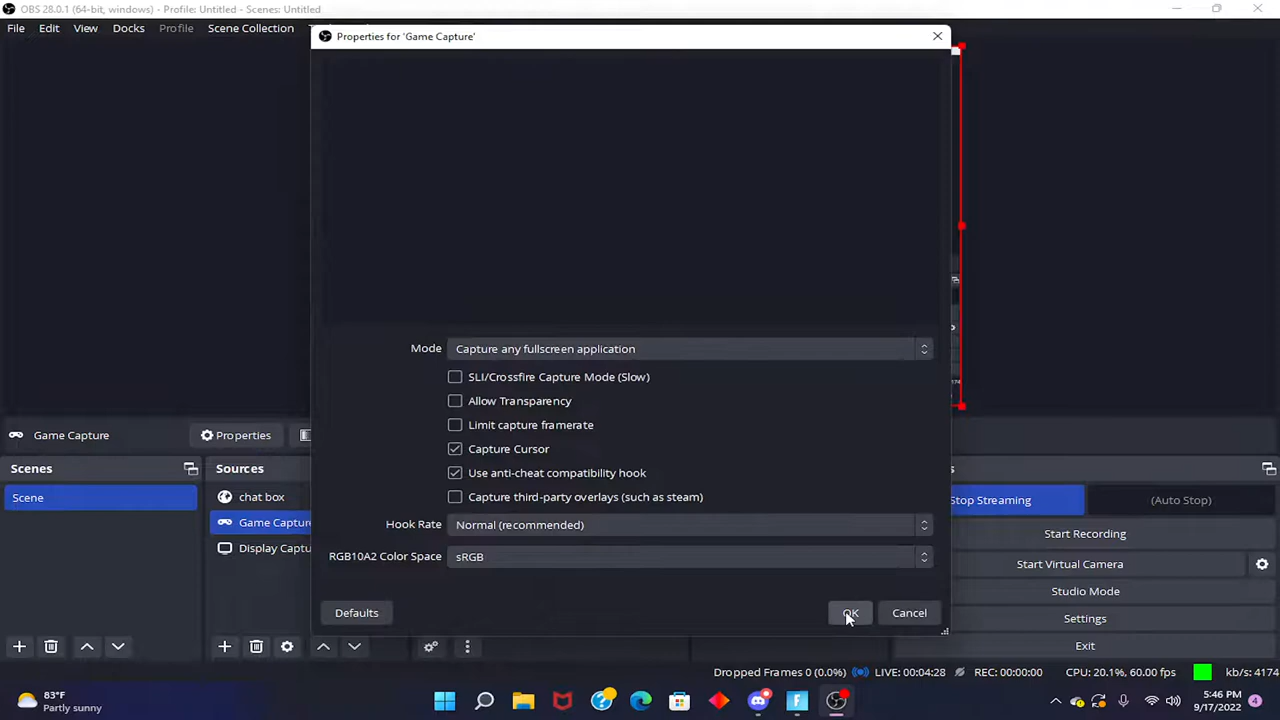 OBS 28.0.1 (64-bit, windows) - Profile: Untitled - Scenes: Untitled
File Edit View Docks Profile Scene Collection
Properties for 'Game Capture'
Mode Capture any fullscreen application
SLI/Crossfire Capture Mode (Slow)
Allow Transparency
Limit capture framerate
Capture Cursor
Use anti-cheat compatibility hook
Capture third-party overlays (such as steam)
Hook Rate Normal (recommended)
RGB10A2 Color Space sRGB
Defaults OK Cancel
Game Capture Properties
Scenes Sources
Scene
chat box
Game Capture
Display Captu
Stop Streaming (Auto Stop)
Start Recording
Start Virtual Camera
Studio Mode
Settings
Exit
Dropped Frames 0 (0.0%) LIVE: 00:04:28 REC: 00:00:00 CPU: 20.1%, 60.00 fps kb/s: 4174
83°F
Partly sunny
5:46 PM
9/17/2022
4